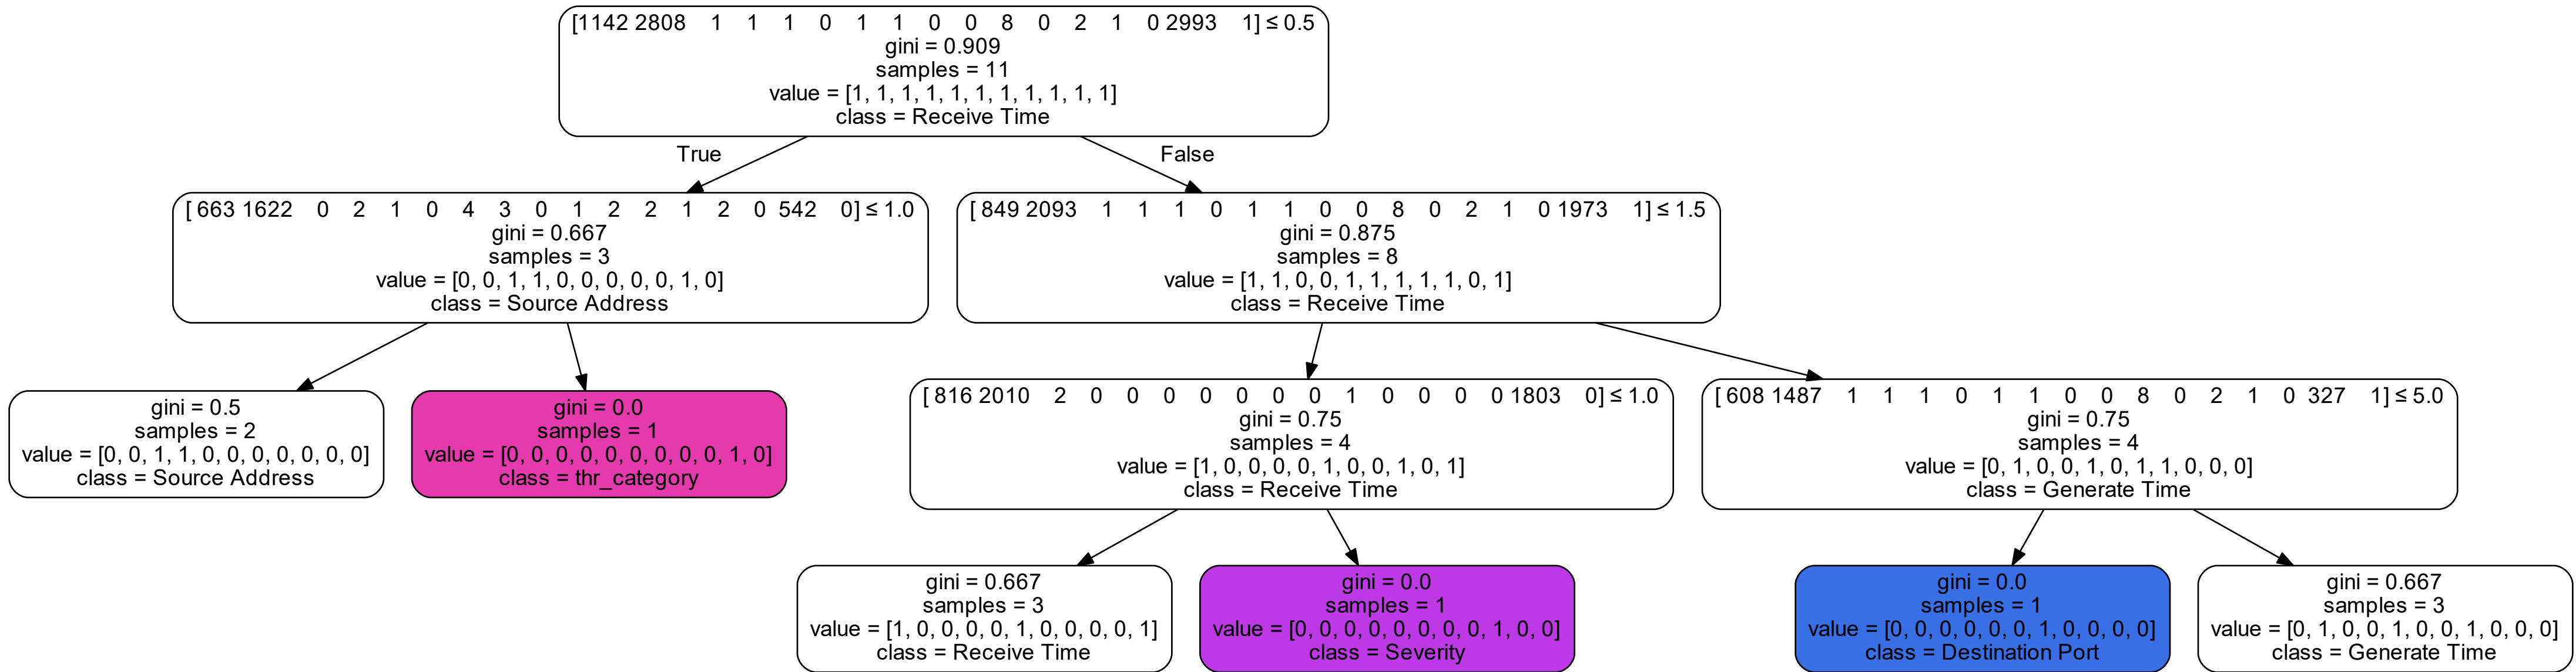 [1142 2808 1 1 1 0 1 1 0 0 8 0 2 1 0 2993 1] ≤ 0.5
gini = 0.909
samples = 11
value = [1, 1, 1, 1, 1, 1, 1, 1, 1, 1, 1]
class = Receive Time
True
False
[ 663 1622 0 2 1 0 4 3 0 1 2 2 1 2 0 542 0] ≤ 1.0
gini = 0.667
samples = 3
value = [0, 0, 1, 1, 0, 0, 0, 0, 0, 1, 0]
class = Source Address
[ 849 2093 1 1 1 0 1 1 0 0 8 0 2 1 0 1973 1] ≤ 1.5
gini = 0.875
samples = 8
value = [1, 1, 0, 0, 1, 1, 1, 1, 1, 0, 1]
class = Receive Time
gini = 0.5
samples = 2
value = [0, 0, 1, 1, 0, 0, 0, 0, 0, 0, 0]
class = Source Address
gini = 0.0
samples = 1
value = [0, 0, 0, 0, 0, 0, 0, 0, 0, 1, 0]
class = thr_category
[ 816 2010 2 0 0 0 0 0 0 0 1 0 0 0 0 1803 0] ≤ 1.0
gini = 0.75
samples = 4
value = [1, 0, 0, 0, 0, 1, 0, 0, 1, 0, 1]
class = Receive Time
[ 608 1487 1 1 1 0 1 1 0 0 8 0 2 1 0 327 1] ≤ 5.0
gini = 0.75
samples = 4
value = [0, 1, 0, 0, 1, 0, 1, 1, 0, 0, 0]
class = Generate Time
gini = 0.667
samples = 3
value = [1, 0, 0, 0, 0, 1, 0, 0, 0, 0, 1]
class = Receive Time
gini = 0.0
samples = 1
value = [0, 0, 0, 0, 0, 0, 0, 0, 1, 0, 0]
class = Severity
gini = 0.0
samples = 1
value = [0, 0, 0, 0, 0, 0, 1, 0, 0, 0, 0]
class = Destination Port
gini = 0.667
samples = 3
value = [0, 1, 0, 0, 1, 0, 0, 1, 0, 0, 0]
class = Generate Time